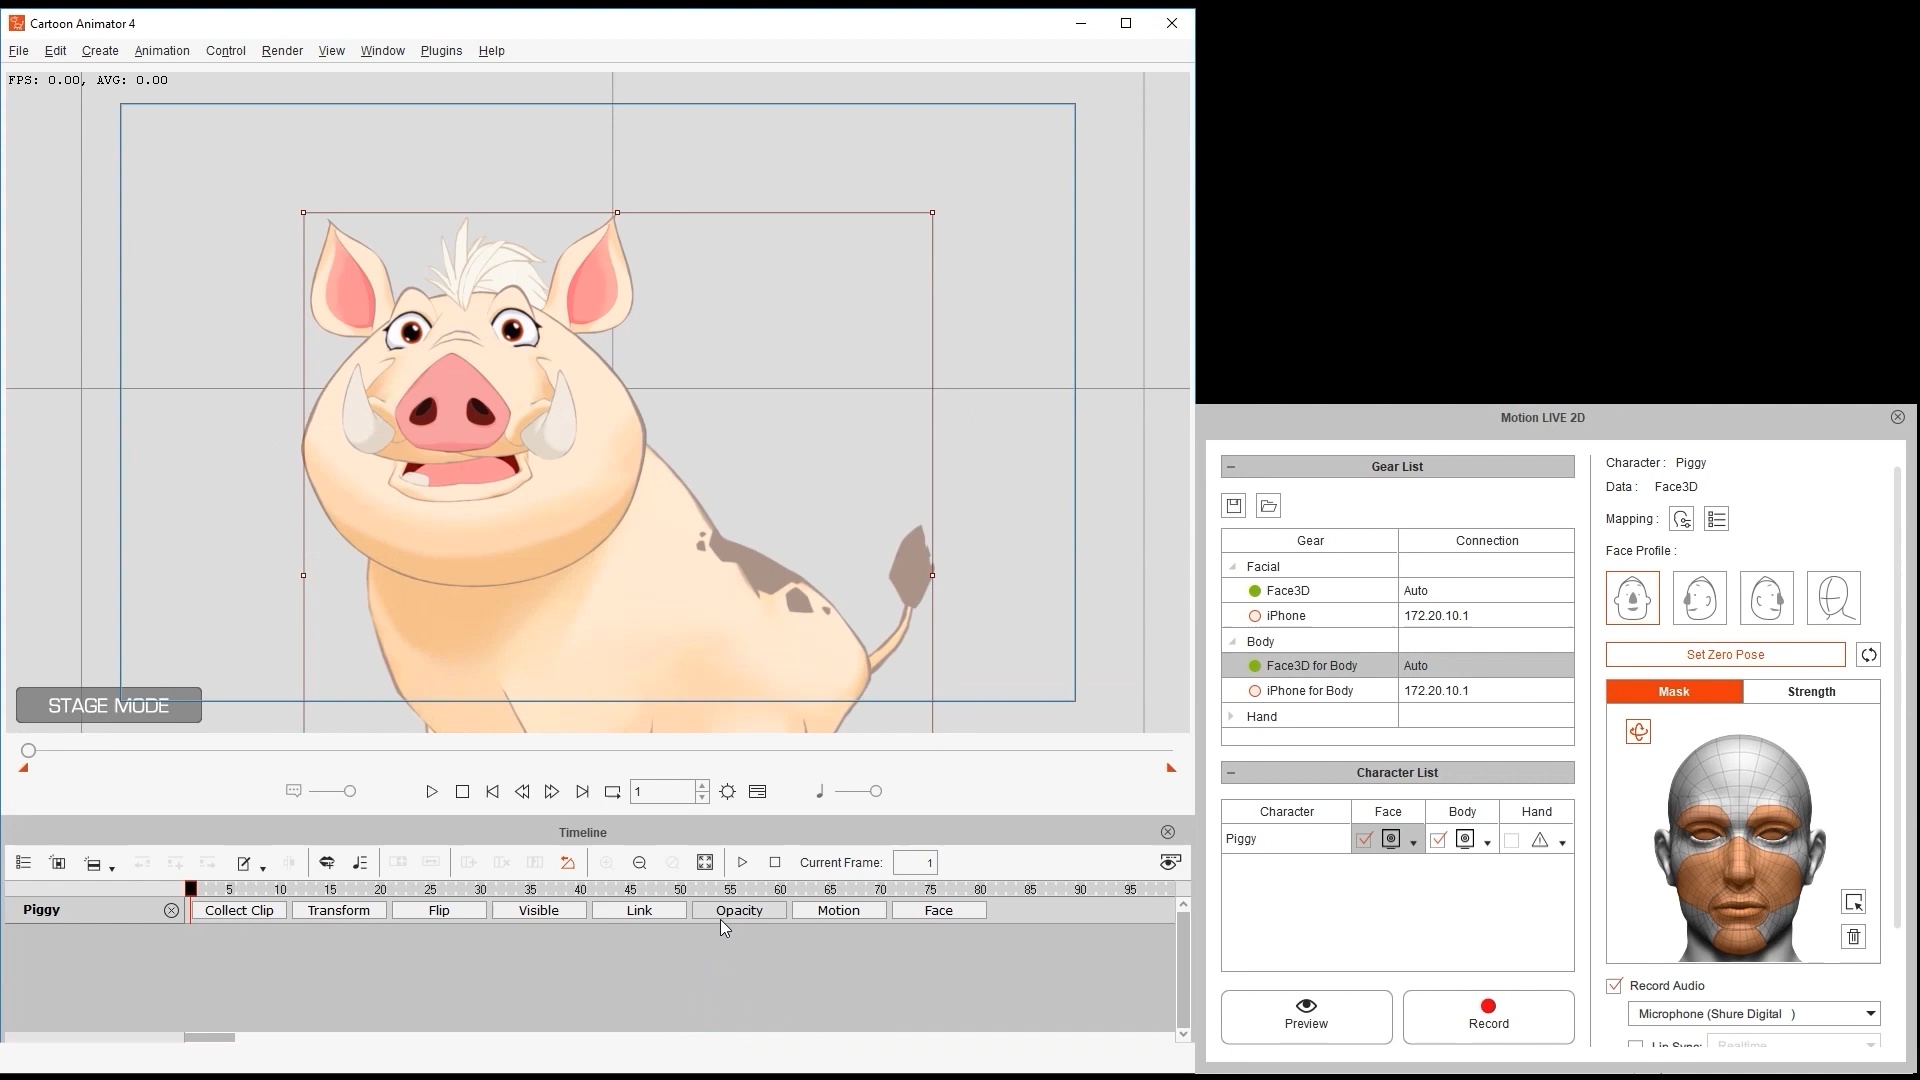 Cartoon Animator 4
File Edit Create Animation Control Render View Window Plugins Help
FPS: 0.00, AVG: 0.00
STAGE MODE
1
Timeline
Current Frame: 1
5 10 15 20 25 30 35 40 45 50 55 60 65 70 75 80 85 90 95
Piggy Collect Clip Transform Flip Visible Link Opacity Motion Face
Motion LIVE 2D
Gear List
Gear Connection
Facial
Face3D Auto
iPhone 172.20.10.1
Body
Face3D for Body Auto
iPhone for Body 172.20.10.1
Hand
Character List
Character Face Body Hand
Piggy
Preview
Record
Character : Piggy
Data : Face3D
Mapping :
Face Profile :
Set Zero Pose
Mask Strength
Record Audio
Microphone (Shure Digital )
Lip Sync: Realtime